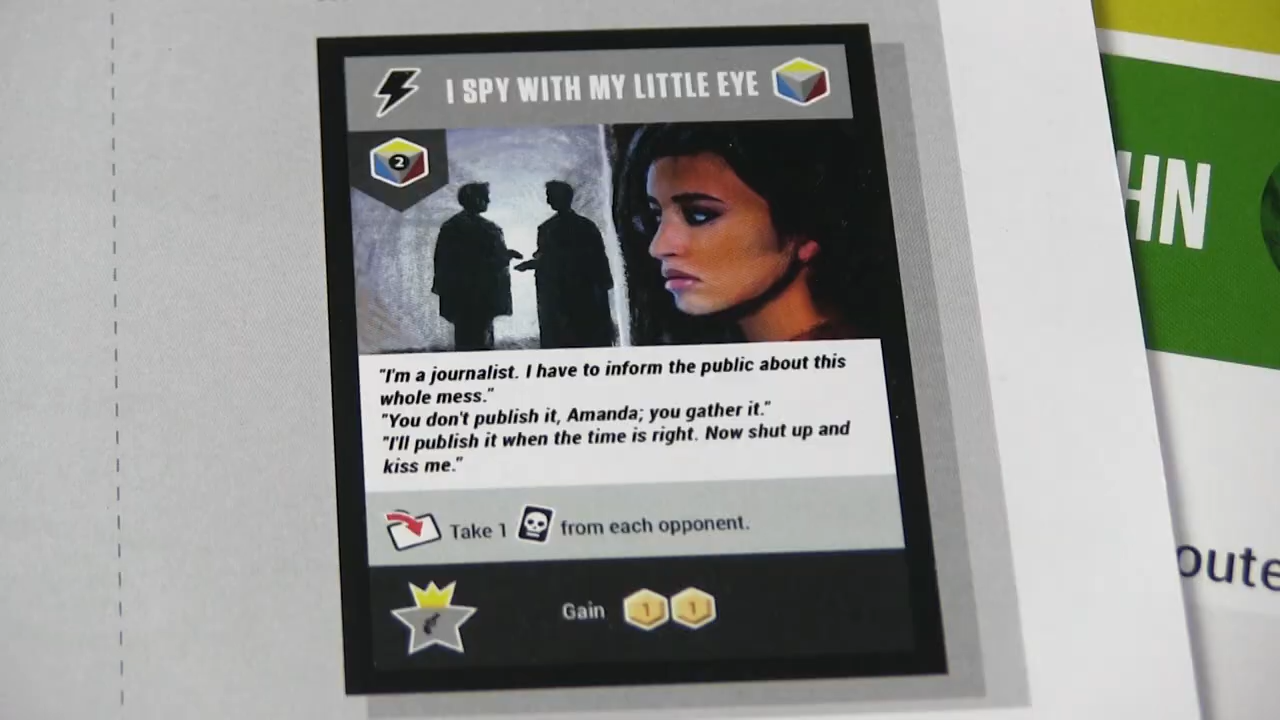 I SPY WITH MY LITTLE EYE
2
"I'm a journalist. I have to inform the public about this
whole mess."
"You don't publish it, Amanda; you gather it."
"I'll publish it when the time is right. Now shut up and
kiss me."
Take 1 from each opponent.
Gain 1 1
HN
oute